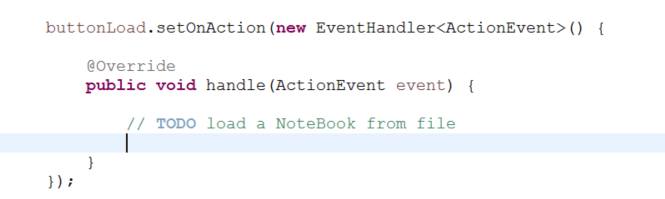 buttonLoad.setOnAction(new EventHandler<ActionEvent>() {
@Override
public void handle(ActionEvent event) {
// TODO load a NoteBook from file
}
});